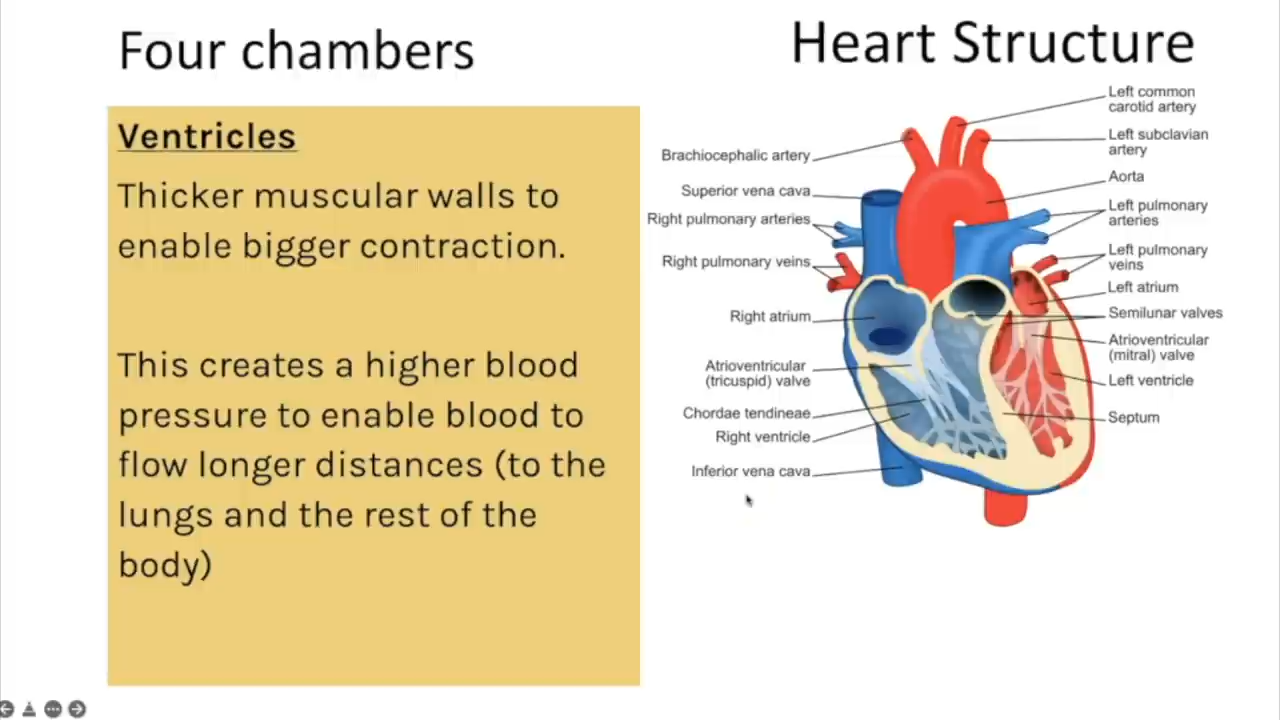 Four chambers
Heart Structure
Ventricles
Thicker muscular walls to
enable bigger contraction.
This creates a higher blood
pressure to enable blood to
flow longer distances (to the
lungs and the rest of the
body)
Brachiocephalic artery
Superior vena cava
Right pulmonary arteries
Right pulmonary veins
Right atrium
Atrioventricular
(tricuspid) valve
Chordae tendineae
Right ventricle
Inferior vena cava
Left common
carotid artery
Left subclavian
artery
Aorta
Left pulmonary
arteries
Left pulmonary
veins
Left atrium
Semilunar valves
Atrioventricular
(mitral) valve
Left ventricle
Septum